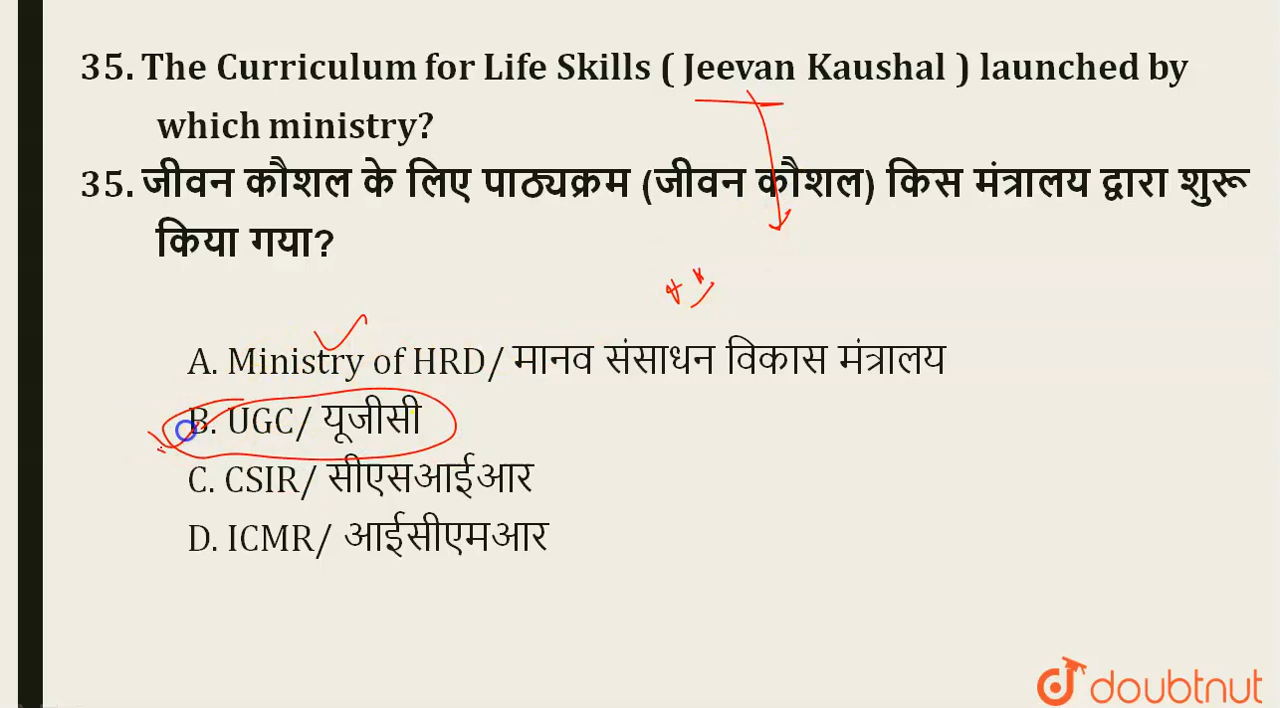 35. The Curriculum for Life Skills ( Jeevan Kaushal ) launched by
which ministry?
35. जीवन कौशल के लिए पाठ्यक्रम (जीवन कौशल) किस मंत्रालय द्वारा शुरू
किया गया?
A. Ministry of HRD/ मानव संसाधन विकास मंत्रालय
B. UGC/ यूजीसी
C. CSIR/ सीएसआईआर
D. ICMR/ आईसीएमआर
doubtnut